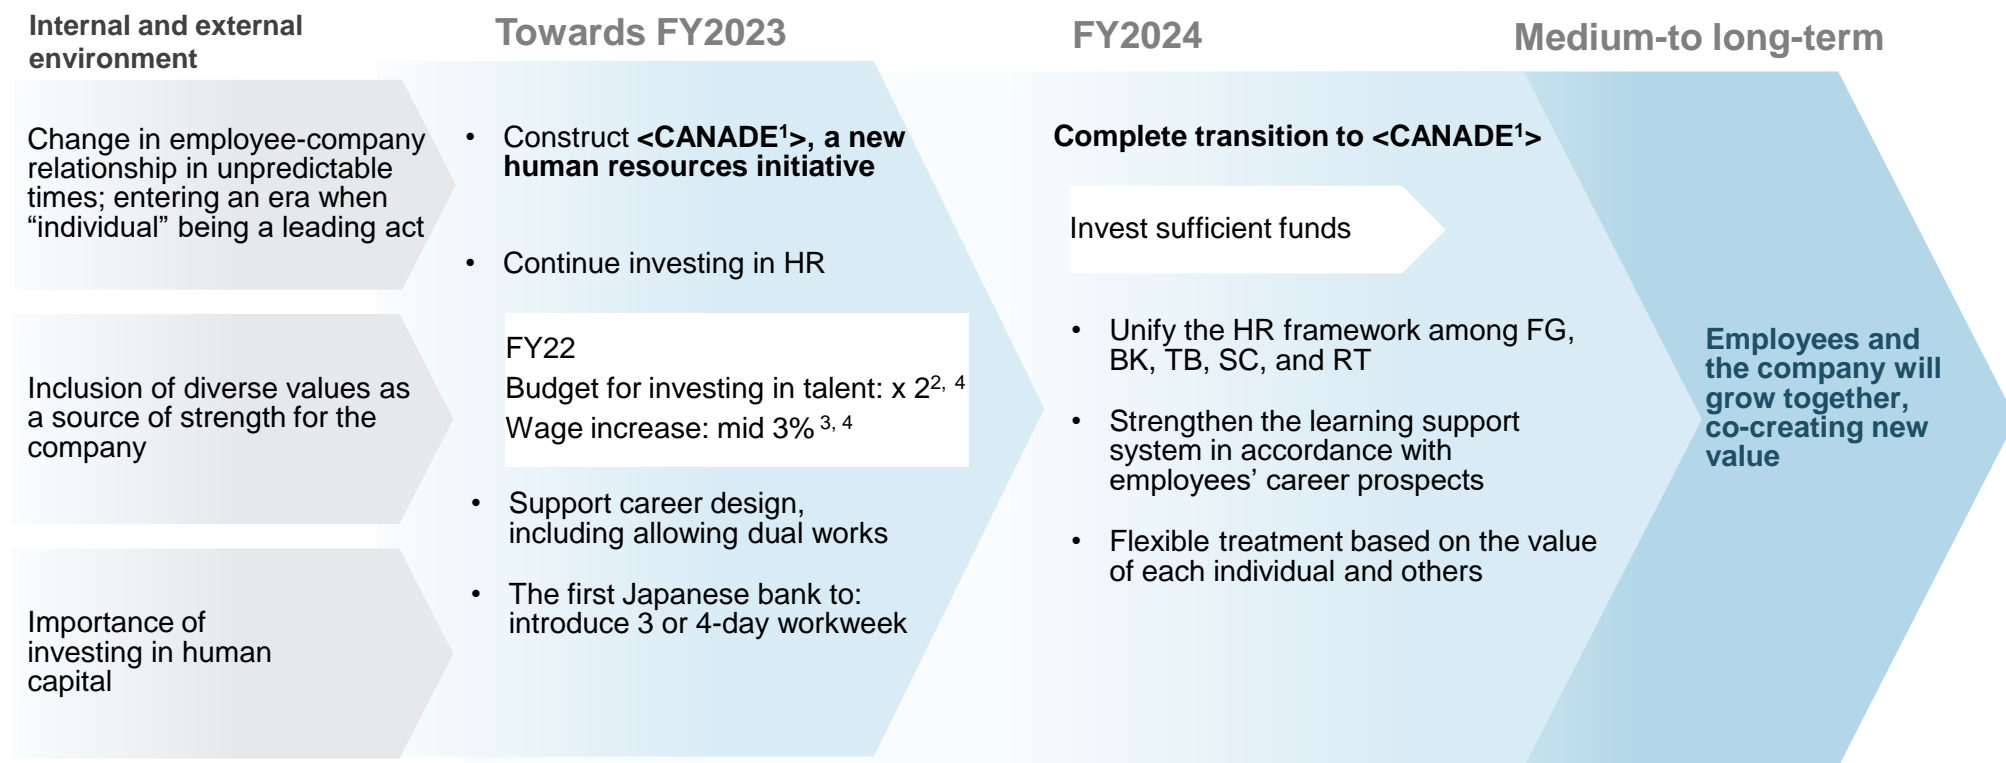 Internal and external
environment
Change in employee-company
relationship in unpredictable
times; entering an era when
“individual” being a leading act
Inclusion of diverse values as
a source of strength for the
company
Importance of
investing in human
capital
Towards FY2023
• Construct <CANADE1>, a new
human resources initiative
• Continue investing in HR
FY22
Budget for investing in talent: x 22, 4
Wage increase: mid 3% 3, 4
• Support career design,
including allowing dual works
• The first Japanese bank to:
introduce 3 or 4-day workweek
FY2024
Complete transition to <CANADE1>
Invest sufficient funds
• Unify the HR framework among FG,
BK, TB, SC, and RT
• Strengthen the learning support
system in accordance with
employees’ career prospects
• Flexible treatment based on the value
of each individual and others
Medium-to long-term
Employees and
the company will
grow together,
co-creating new
value